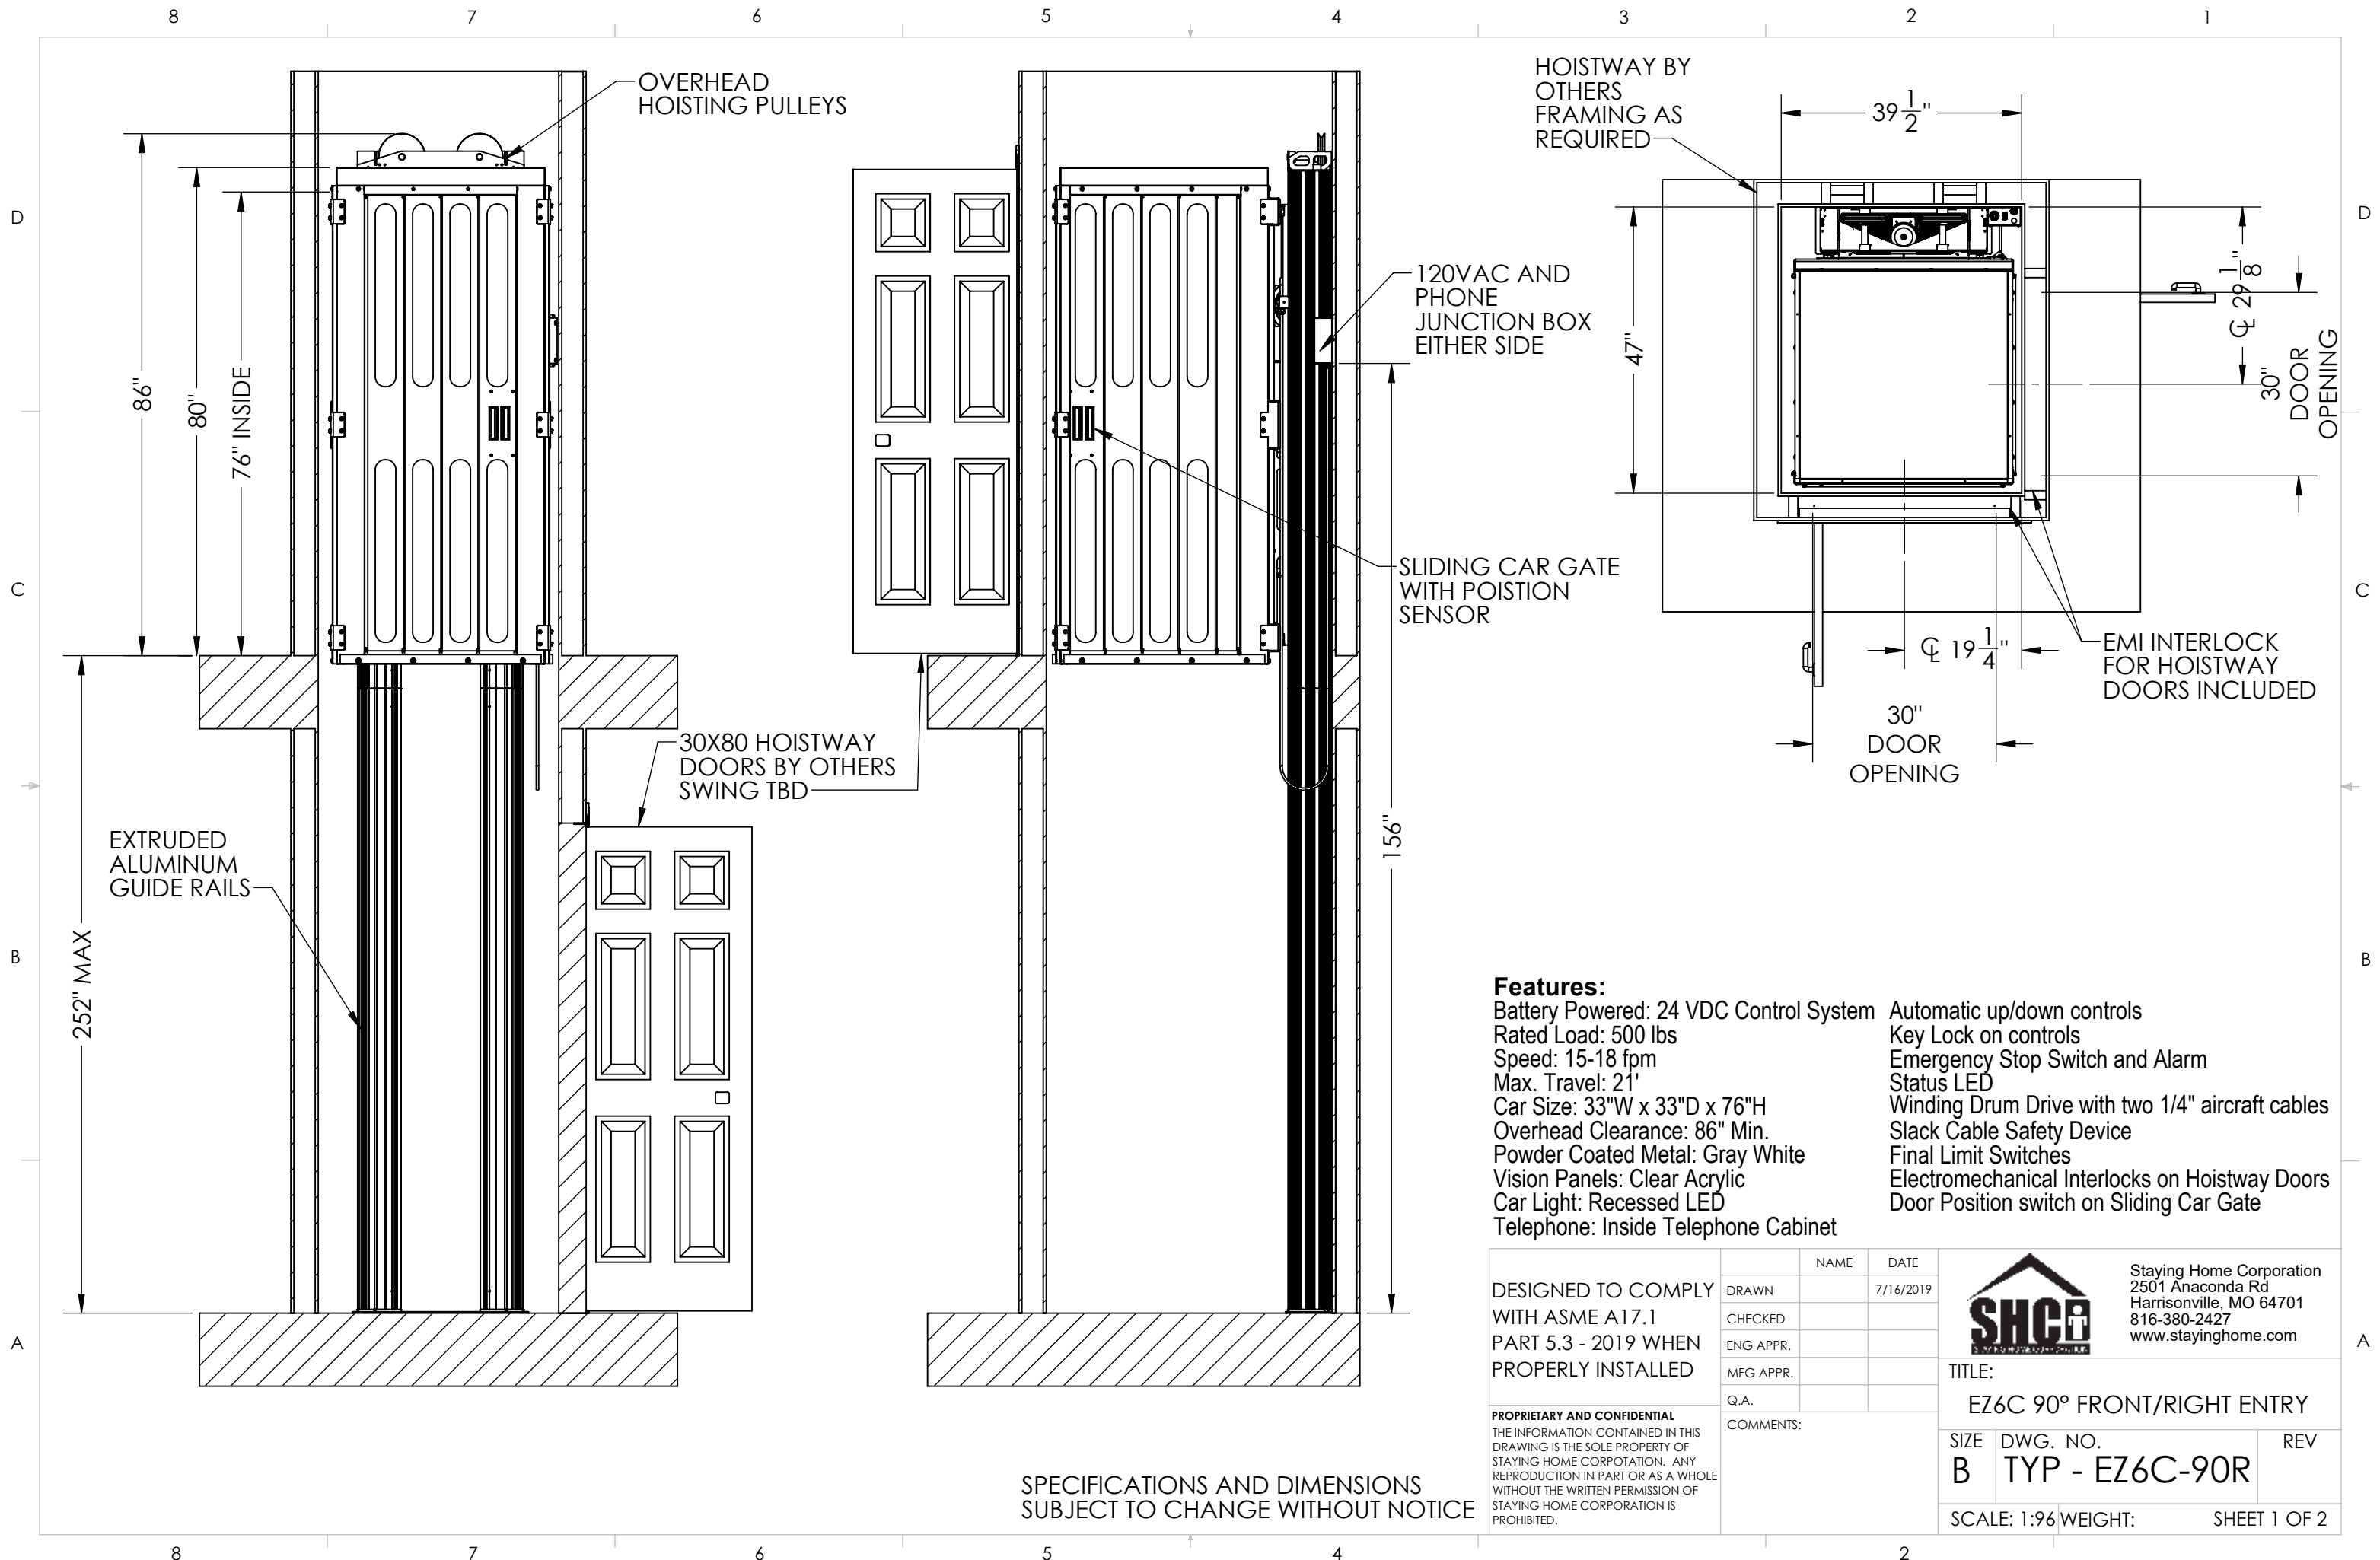 8 7 6 5 4 3 2 1
D
C
B
A
OVERHEAD
HOISTING PULLEYS
86"
80"
76" INSIDE
252" MAX
EXTRUDED
ALUMINUM
GUIDE RAILS
30X80 HOISTWAY
DOORS BY OTHERS
SWING TBD
120VAC AND
PHONE
JUNCTION BOX
EITHER SIDE
SLIDING CAR GATE
WITH POISTION
SENSOR
156"
HOISTWAY BY
OTHERS
FRAMING AS
REQUIRED
39 1/2"
47"
℄ 29 1/8"
30"
DOOR
OPENING
℄ 19 1/4"
30"
DOOR
OPENING
EMI INTERLOCK
FOR HOISTWAY
DOORS INCLUDED
Features:
Battery Powered: 24 VDC Control System
Rated Load: 500 lbs
Speed: 15-18 fpm
Max. Travel: 21'
Car Size: 33"W x 33"D x 76"H
Overhead Clearance: 86" Min.
Powder Coated Metal: Gray White
Vision Panels: Clear Acrylic
Car Light: Recessed LED
Telephone: Inside Telephone Cabinet
Automatic up/down controls
Key Lock on controls
Emergency Stop Switch and Alarm
Status LED
Winding Drum Drive with two 1/4" aircraft cables
Slack Cable Safety Device
Final Limit Switches
Electromechanical Interlocks on Hoistway Doors
Door Position switch on Sliding Car Gate
DESIGNED TO COMPLY
WITH ASME A17.1
PART 5.3 - 2019 WHEN
PROPERLY INSTALLED
PROPRIETARY AND CONFIDENTIAL
THE INFORMATION CONTAINED IN THIS
DRAWING IS THE SOLE PROPERTY OF
STAYING HOME CORPOTATION. ANY
REPRODUCTION IN PART OR AS A WHOLE
WITHOUT THE WRITTEN PERMISSION OF
STAYING HOME CORPORATION IS
PROHIBITED.
NAME DATE
DRAWN 7/16/2019
CHECKED
ENG APPR.
MFG APPR.
Q.A.
COMMENTS:
SHCi
Staying Home Corporation
2501 Anaconda Rd
Harrisonville, MO 64701
816-380-2427
www.stayinghome.com
TITLE:
EZ6C 90° FRONT/RIGHT ENTRY
SIZE DWG. NO. REV
B TYP - EZ6C-90R
SCALE: 1:96 WEIGHT: SHEET 1 OF 2
SPECIFICATIONS AND DIMENSIONS
SUBJECT TO CHANGE WITHOUT NOTICE
D
C
B
A
8 7 6 5 4 2